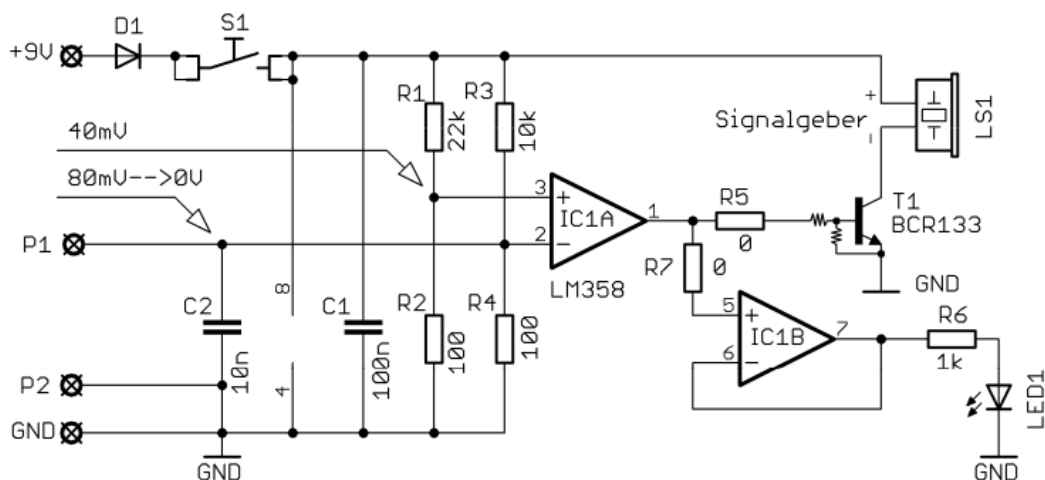 D1
S1
+9V
R1
22k
R3
10k
+
-
Signalgeber
LS1
40mV
80mV-->0V
3
+
IC1A
1
2
-
LM358
R5
0
T1
BCR133
P1
R7
0
GND
C2
10n
8
4
C1
100n
R2
100
R4
100
5
+
IC1B
7
6
-
R6
1k
LED1
P2
GND
GND
GND